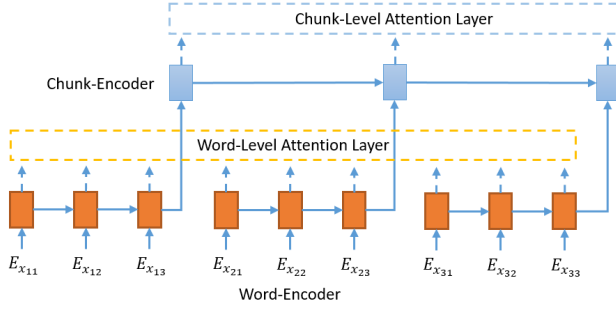 Chunk-Level Attention Layer
Chunk-Encoder
Word-Level Attention Layer
E_{x_{11}} E_{x_{12}} E_{x_{13}} E_{x_{21}} E_{x_{22}} E_{x_{23}} E_{x_{31}} E_{x_{32}} E_{x_{33}}
Word-Encoder